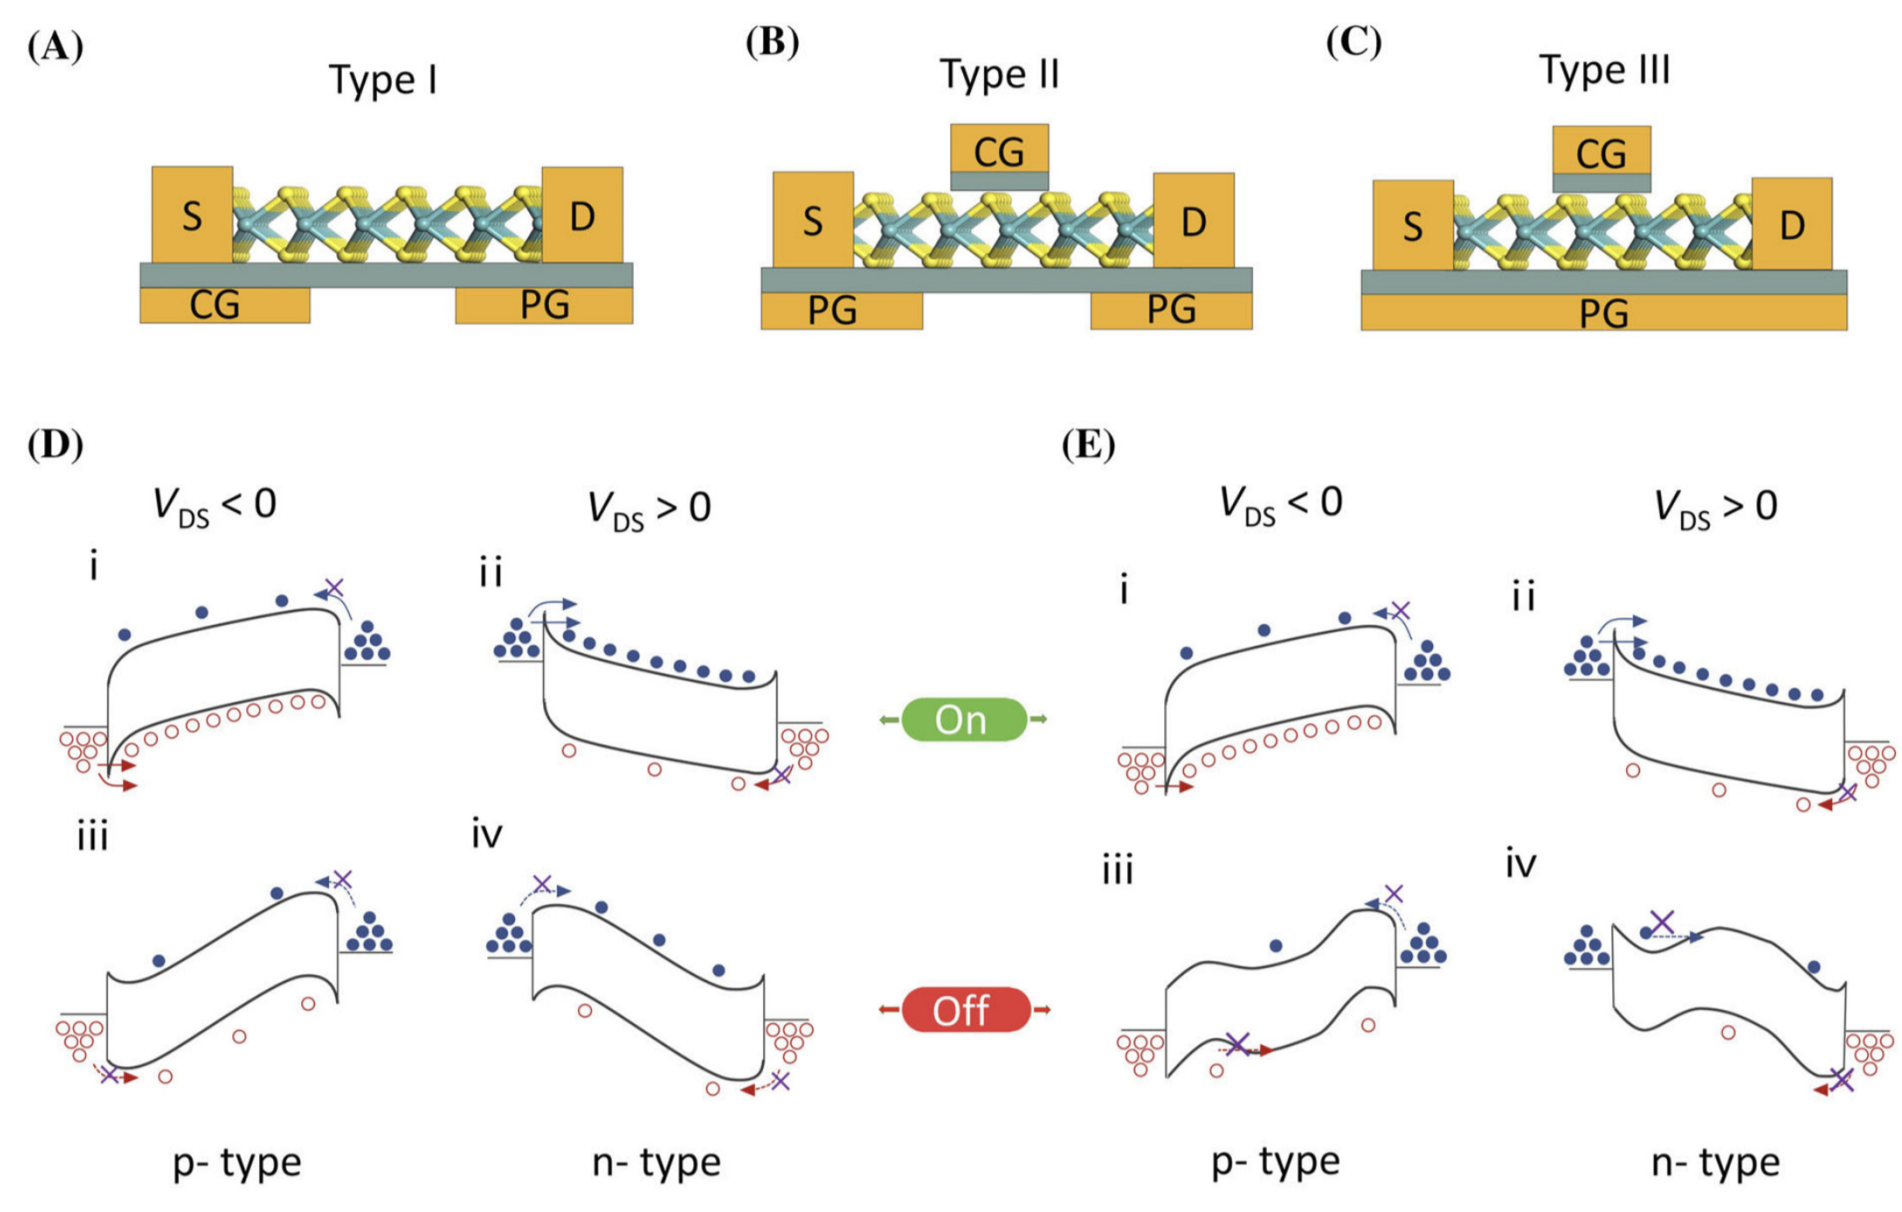 (A)
Type I
S
D
CG
PG
(B)
Type II
CG
S
D
PG
PG
(C)
Type III
CG
S
D
PG
(D)
V_DS < 0
V_DS > 0
i
ii
iii
iv
p- type
n- type
On
Off
(E)
V_DS < 0
V_DS > 0
i
ii
iii
iv
p- type
n- type